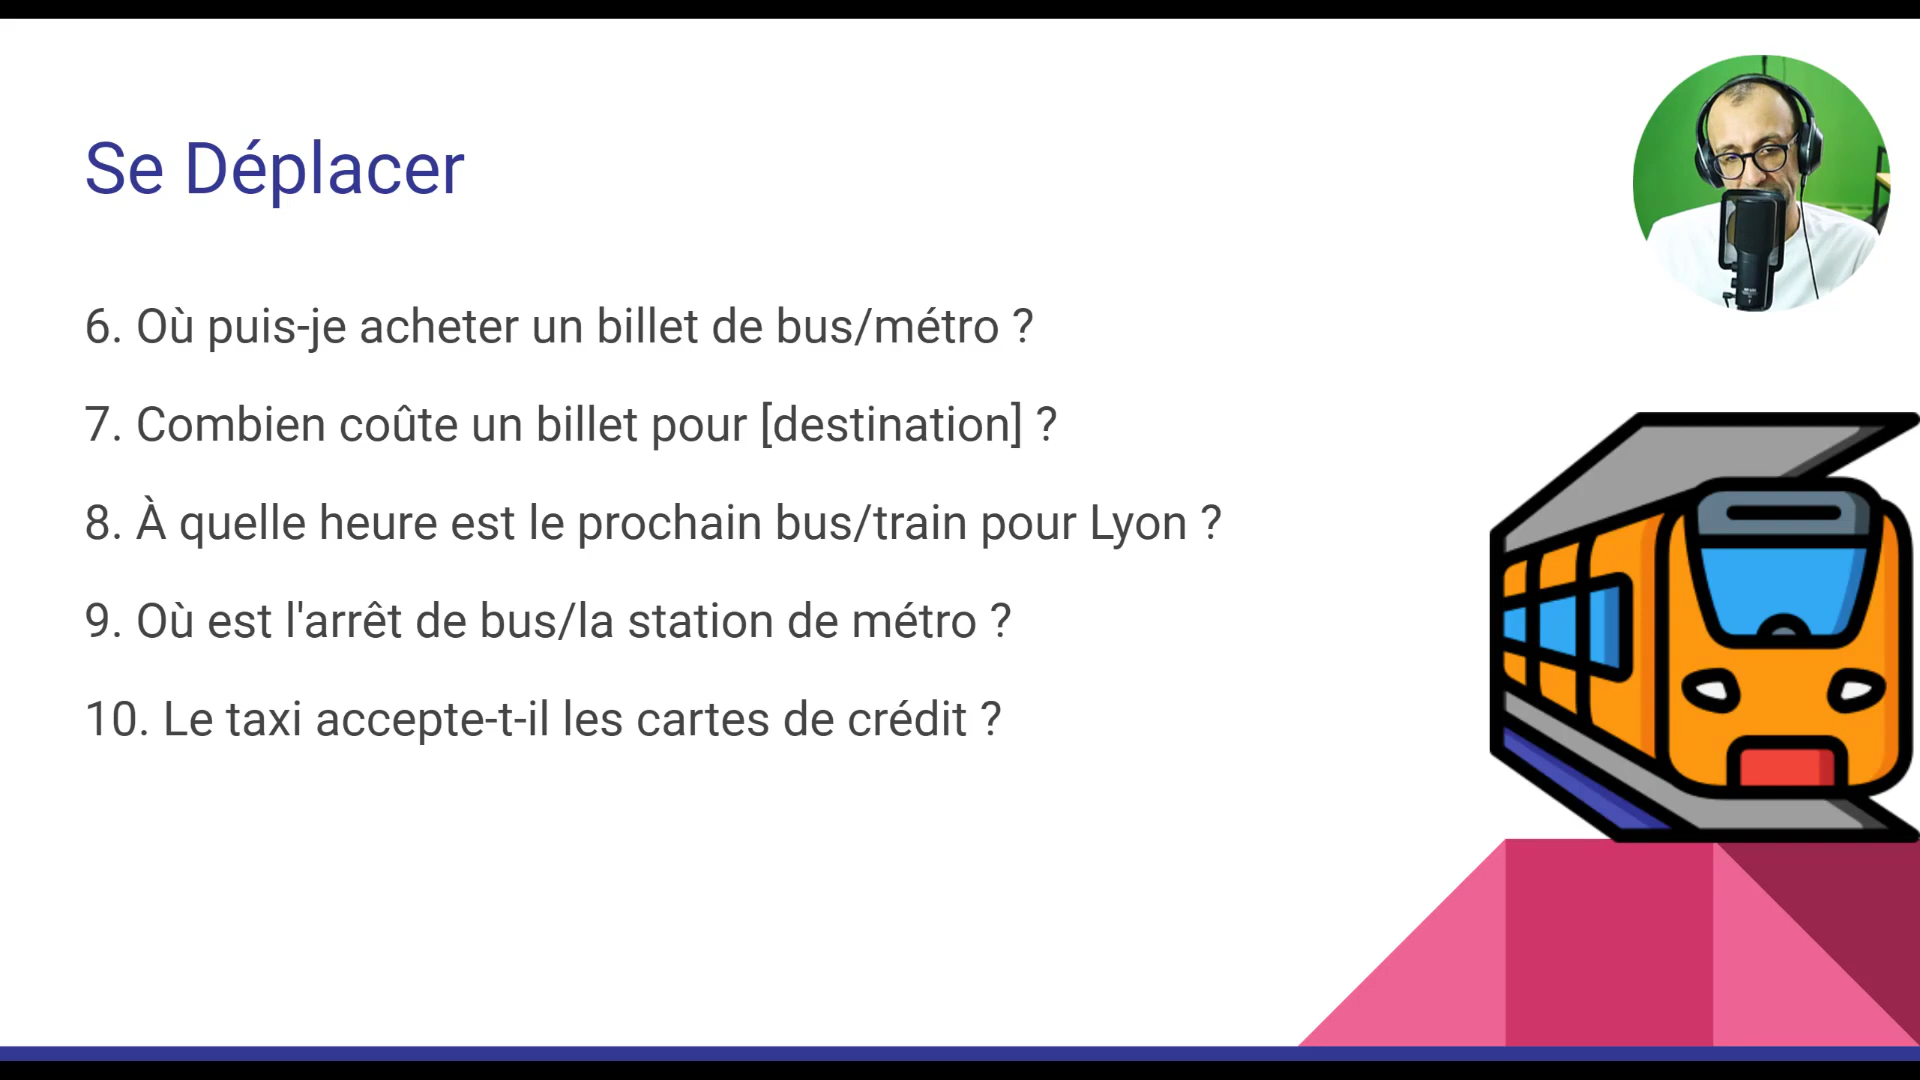 Se Déplacer
6. Où puis-je acheter un billet de bus/métro ?
7. Combien coûte un billet pour [destination] ?
8. À quelle heure est le prochain bus/train pour Lyon ?
9. Où est l'arrêt de bus/la station de métro ?
10. Le taxi accepte-t-il les cartes de crédit ?